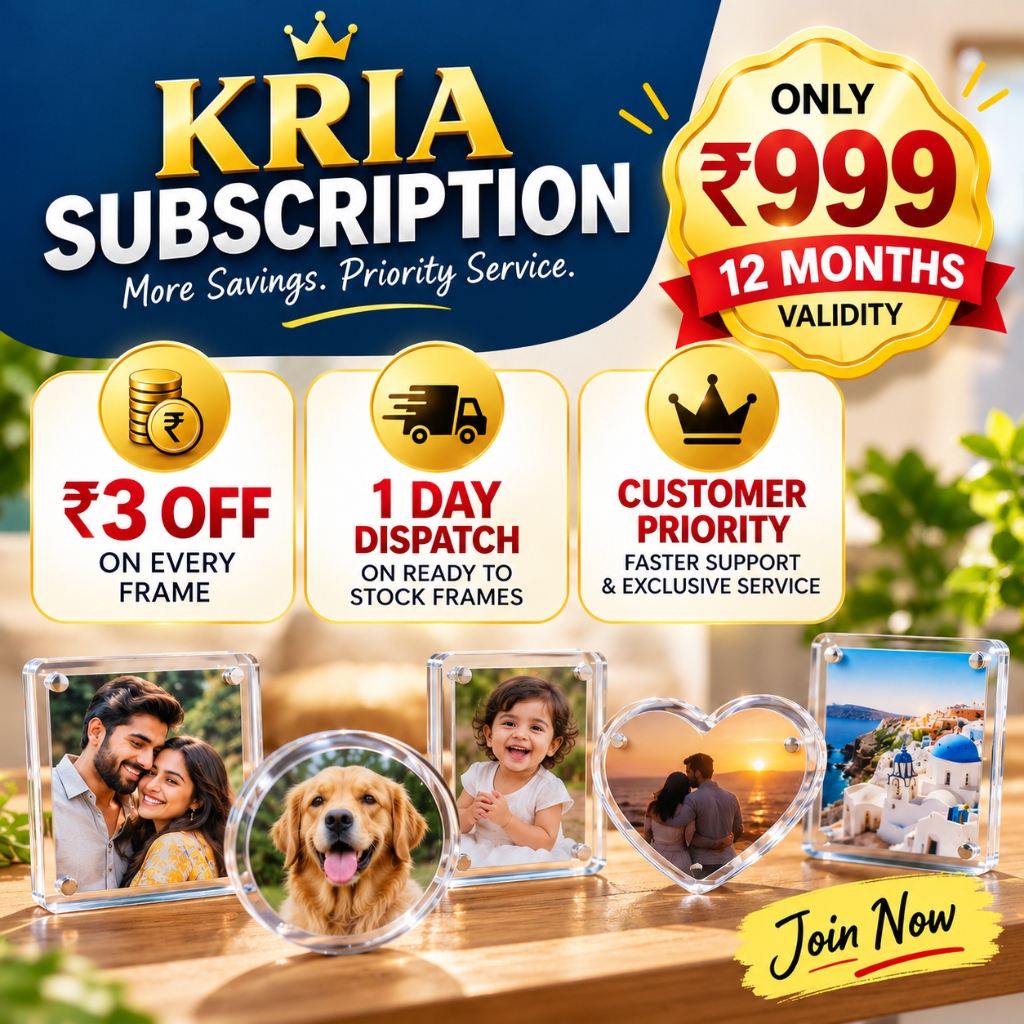 KRIA
SUBSCRIPTION
More Savings. Priority Service.
ONLY
₹999
12 MONTHS
VALIDITY
₹3 OFF
ON EVERY
FRAME
1 DAY
DISPATCH
ON READY TO
STOCK FRAMES
CUSTOMER
PRIORITY
FASTER SUPPORT
& EXCLUSIVE SERVICE
Join Now